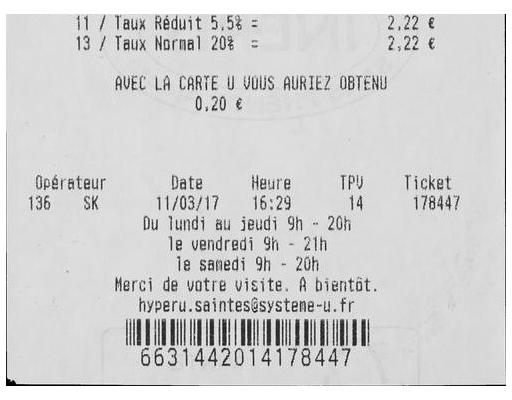 11 / Taux Réduit 5,5% = 2,22 €
13 / Taux Normal 20% = 2,22 €
AVEC LA CARTE U VOUS AURIEZ OBTENU
0,20 €
Opérateur Date Heure TPV Ticket
136 SK 11/03/17 16:29 14 178447
Du lundi au jeudi 9h - 20h
le vendredi 9h - 21h
le samedi 9h - 20h
Merci de votre visite. A bientôt.
hyperu.saintes@systeme-u.fr
6631442014178447